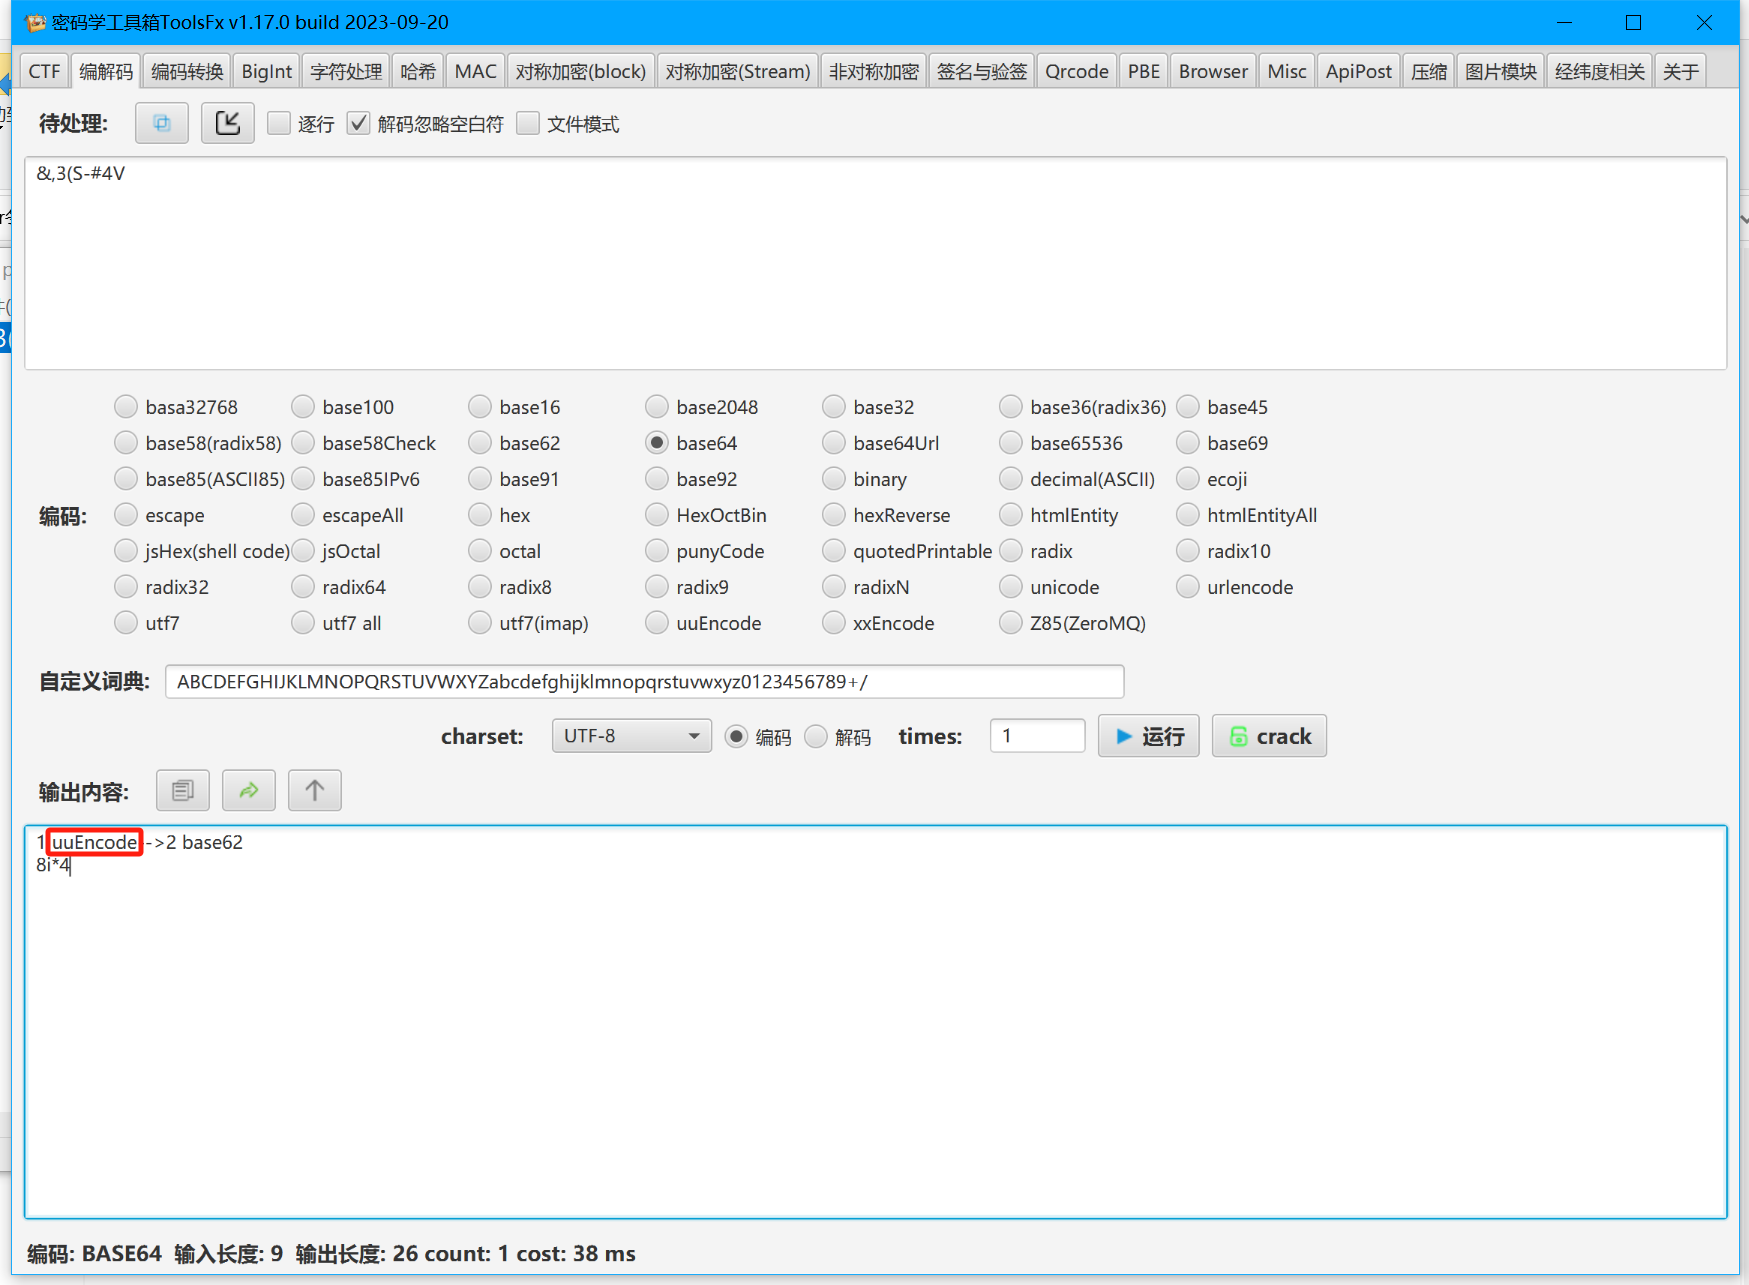 密码学工具箱ToolsFx v1.17.0 build 2023-09-20
CTF 编解码 编码转换 BigInt 字符处理 哈希 MAC 对称加密(block) 对称加密(Stream) 非对称加密 签名与验签 Qrcode PBE Browser Misc ApiPost 压缩 图片模块 经纬度相关 关于
待处理: 逐行 解码忽略空白符 文件模式
&,3(S-#4V
编码:
basa32768 base100 base16 base2048 base32 base36(radix36) base45
base58(radix58) base58Check base62 base64 base64Url base65536 base69
base85(ASCII85) base85IPv6 base91 base92 binary decimal(ASCII) ecoji
escape escapeAll hex HexOctBin hexReverse htmlEntity htmlEntityAll
jsHex(shell code) jsOctal octal punyCode quotedPrintable radix radix10
radix32 radix64 radix8 radix9 radixN unicode urlencode
utf7 utf7 all utf7(imap) uuEncode xxEncode Z85(ZeroMQ)
自定义词典: ABCDEFGHIJKLMNOPQRSTUVWXYZabcdefghijklmnopqrstuvwxyz0123456789+/
charset: UTF-8 编码 解码 times: 1 运行 crack
输出内容:
1 uuEncode-->2 base62
8i*4
编码: BASE64 输入长度: 9 输出长度: 26 count: 1 cost: 38 ms